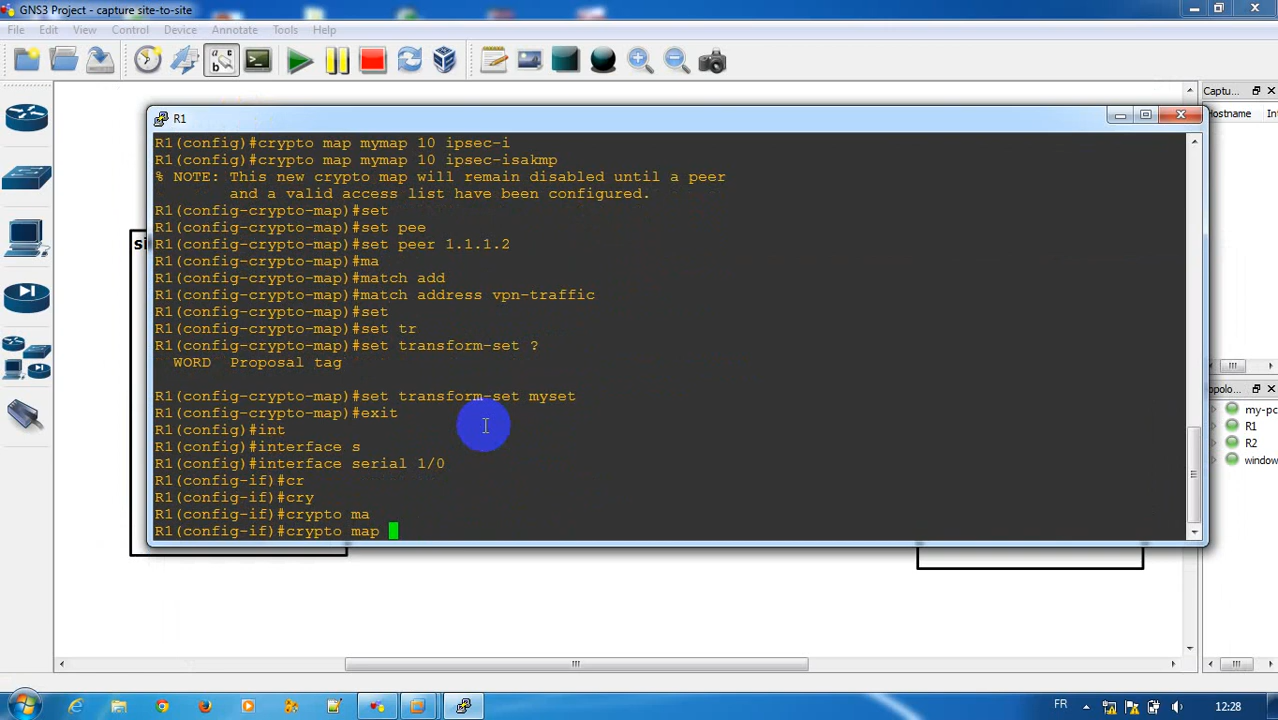 GNS3 Project - capture site-to-site
File Edit View Control Device Annotate Tools Help
Captu...
Hostname Int
R1
R1(config)#crypto map mymap 10 ipsec-i
R1(config)#crypto map mymap 10 ipsec-isakmp
% NOTE: This new crypto map will remain disabled until a peer
and a valid access list have been configured.
R1(config-crypto-map)#set
R1(config-crypto-map)#set pee
R1(config-crypto-map)#set peer 1.1.1.2
R1(config-crypto-map)#ma
R1(config-crypto-map)#match add
R1(config-crypto-map)#match address vpn-traffic
R1(config-crypto-map)#set
R1(config-crypto-map)#set tr
R1(config-crypto-map)#set transform-set ?
WORD Proposal tag
R1(config-crypto-map)#set transform-set myset
R1(config-crypto-map)#exit
R1(config)#int
R1(config)#interface s
R1(config)#interface serial 1/0
R1(config-if)#cr
R1(config-if)#cry
R1(config-if)#crypto ma
R1(config-if)#crypto map
si
opolo...
my-pc
R1
R2
window
FR
12:28